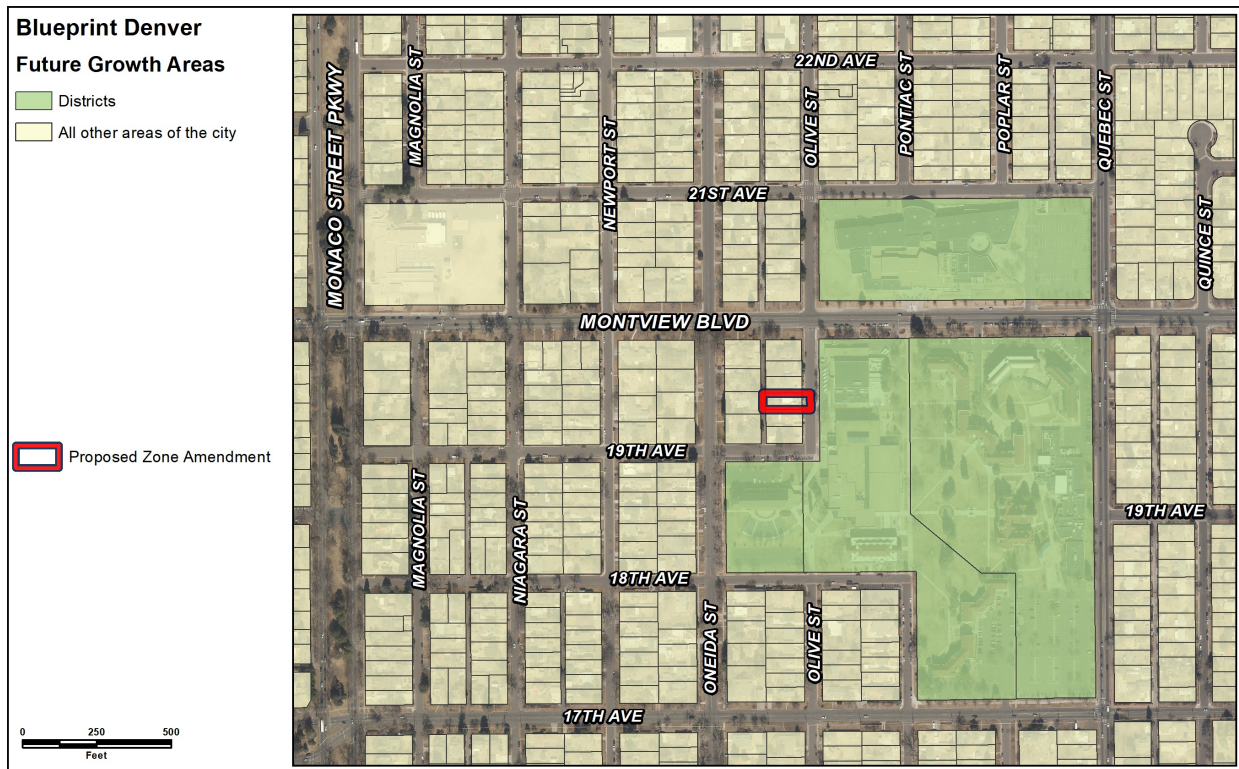 Blueprint Denver
Future Growth Areas
Districts
All other areas of the city
Proposed Zone Amendment
0 250 500
Feet
22ND AVE
MONACO STREET PKWY
MAGNOLIA ST
NEWPORT ST
OLIVE ST
PONTIAC ST
POPLAR ST
QUEBEC ST
21ST AVE
QUINCE ST
MONTVIEW BLVD
19TH AVE
MAGNOLIA ST
NIAGARA ST
19TH AVE
18TH AVE
ONEIDA ST
OLIVE ST
17TH AVE